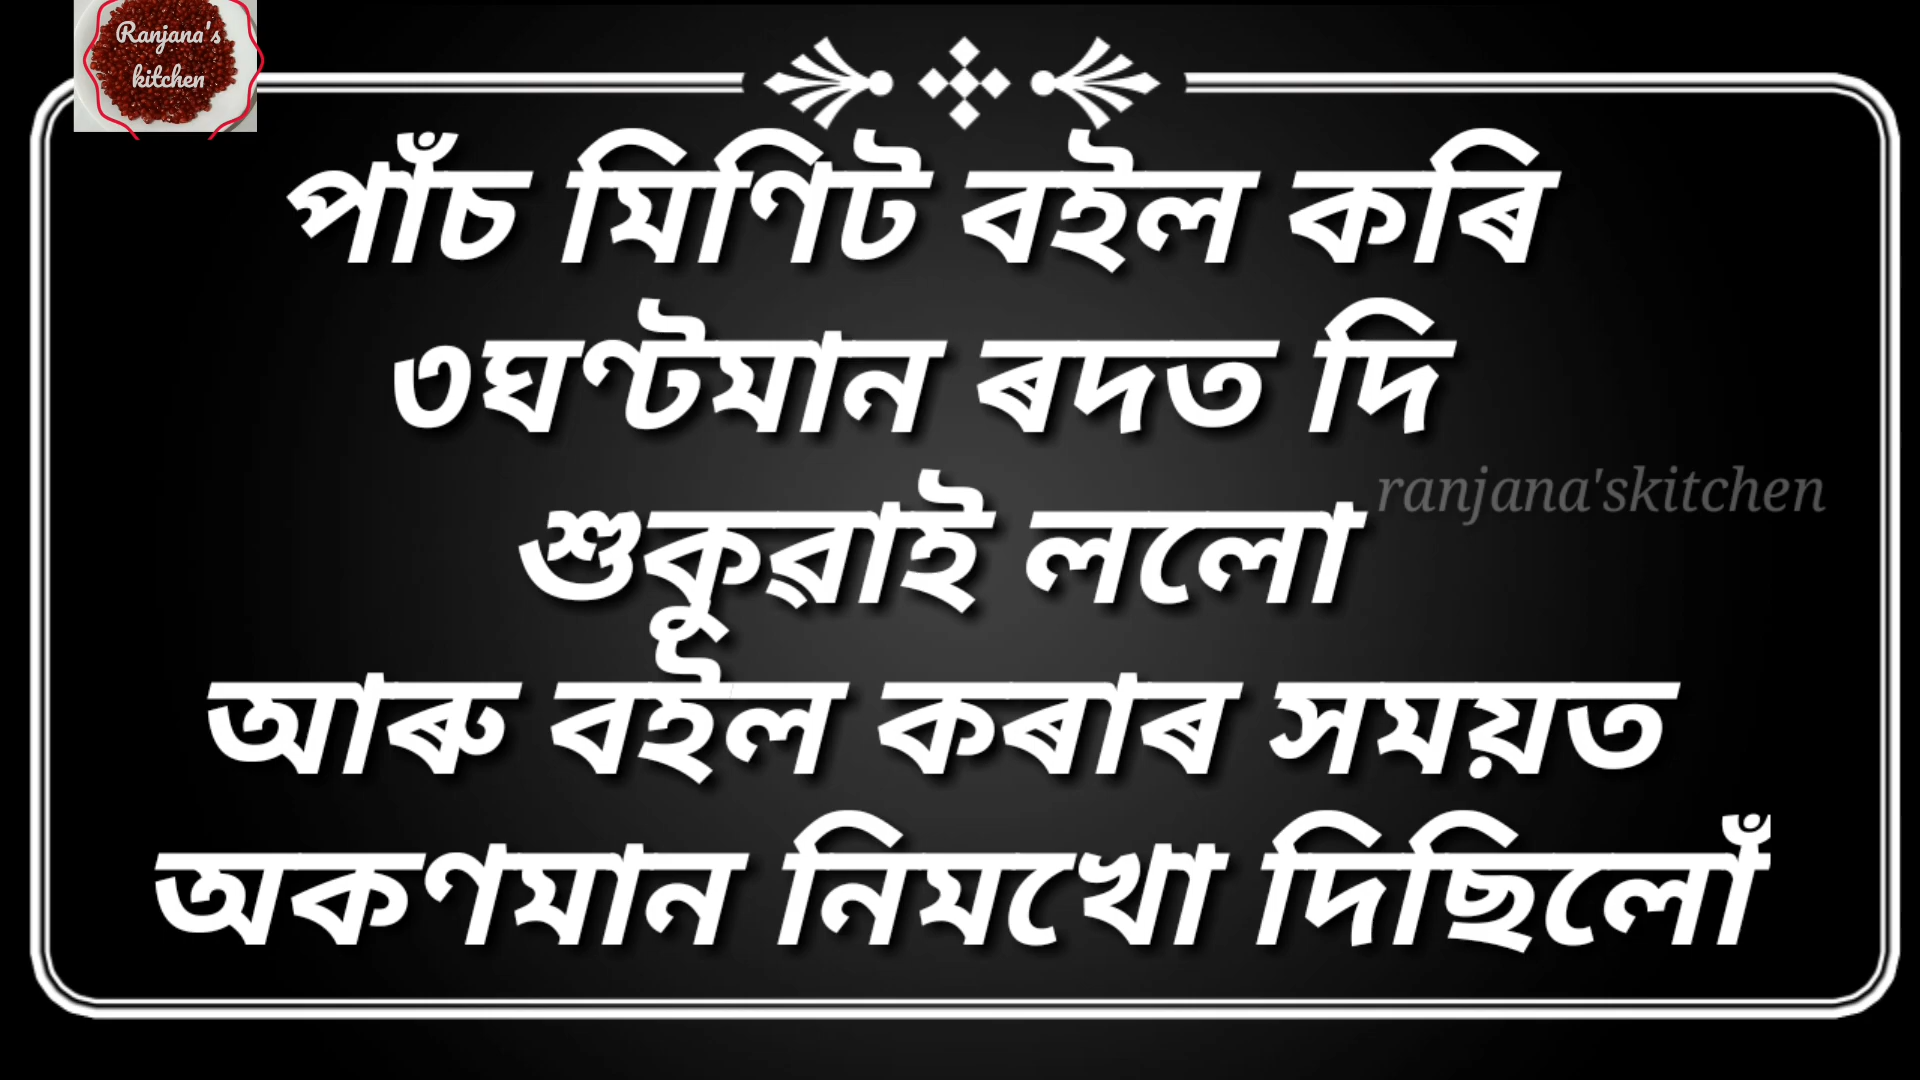 Ranjana's
kitchen
পাঁচ মিণিট বইল কৰি
৩ঘণ্টমান ৰদত দি
শুকুৱাই ললো
ranjana'skitchen
আৰু বইল কৰাৰ সময়ত
অকণমান নিমখো দিছিলোঁ